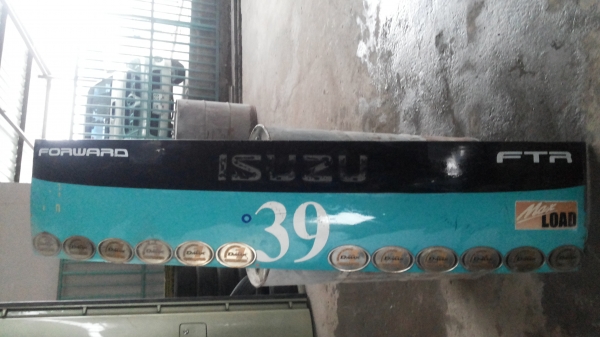 FORWARD
ISUZU
FTR
39
Max
LOAD